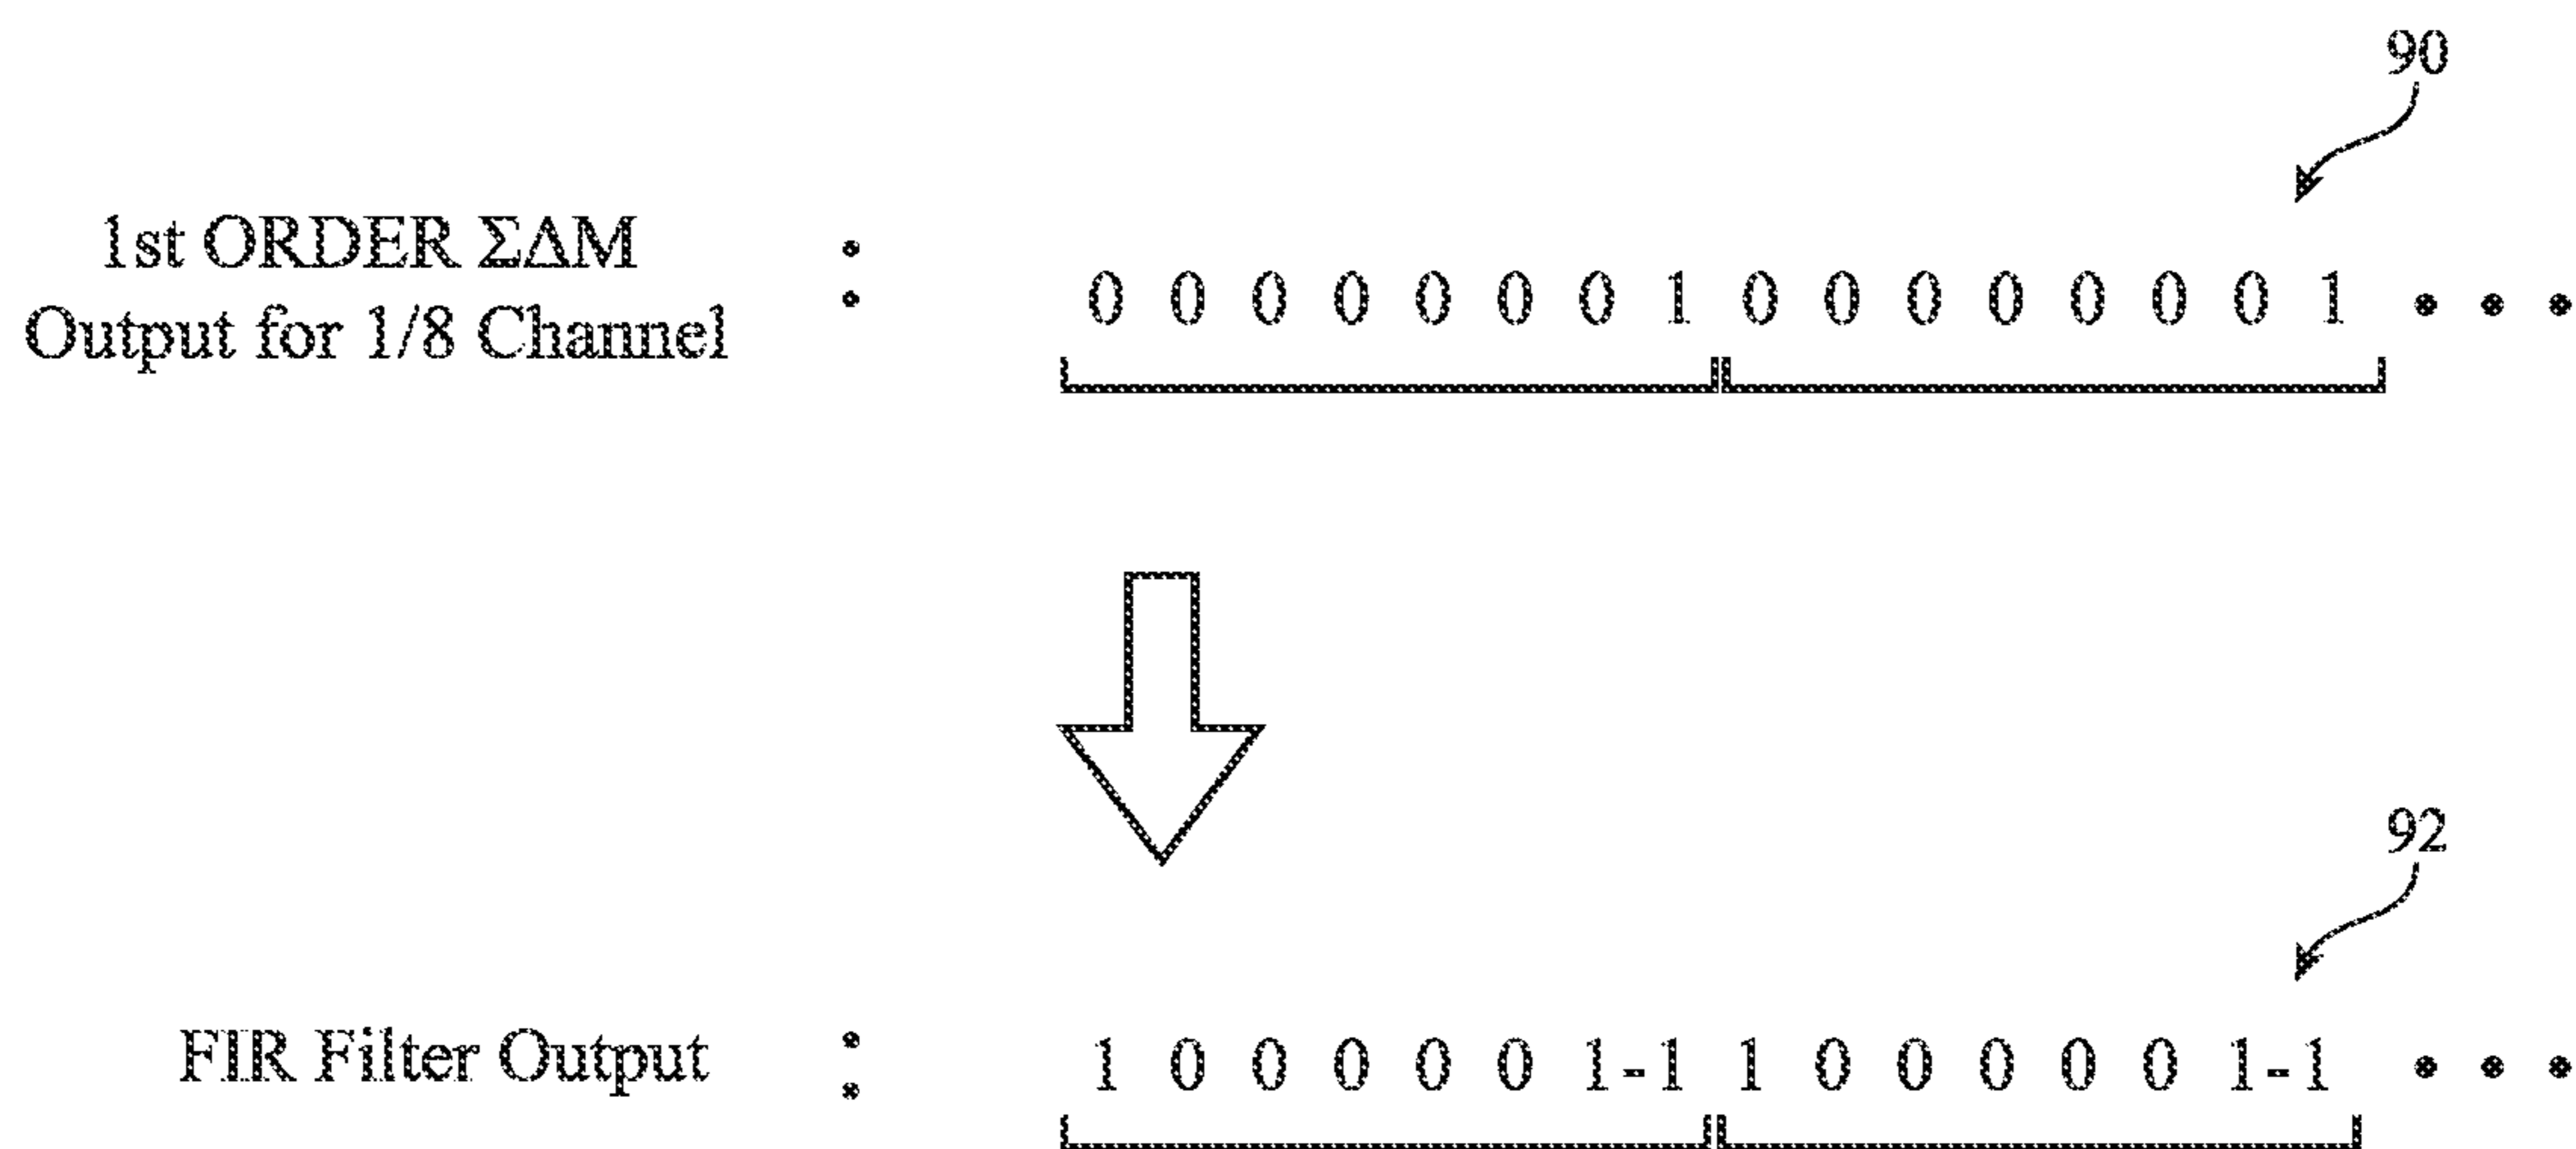 90
1st ORDER ΣΔM :
Output for 1/8 Channel
0 0 0 0 0 0 0 1 0 0 0 0 0 0 0 1 • • •
92
FIR Filter Output : 1 0 0 0 0 0 1 -1 1 0 0 0 0 0 1 -1 • • •